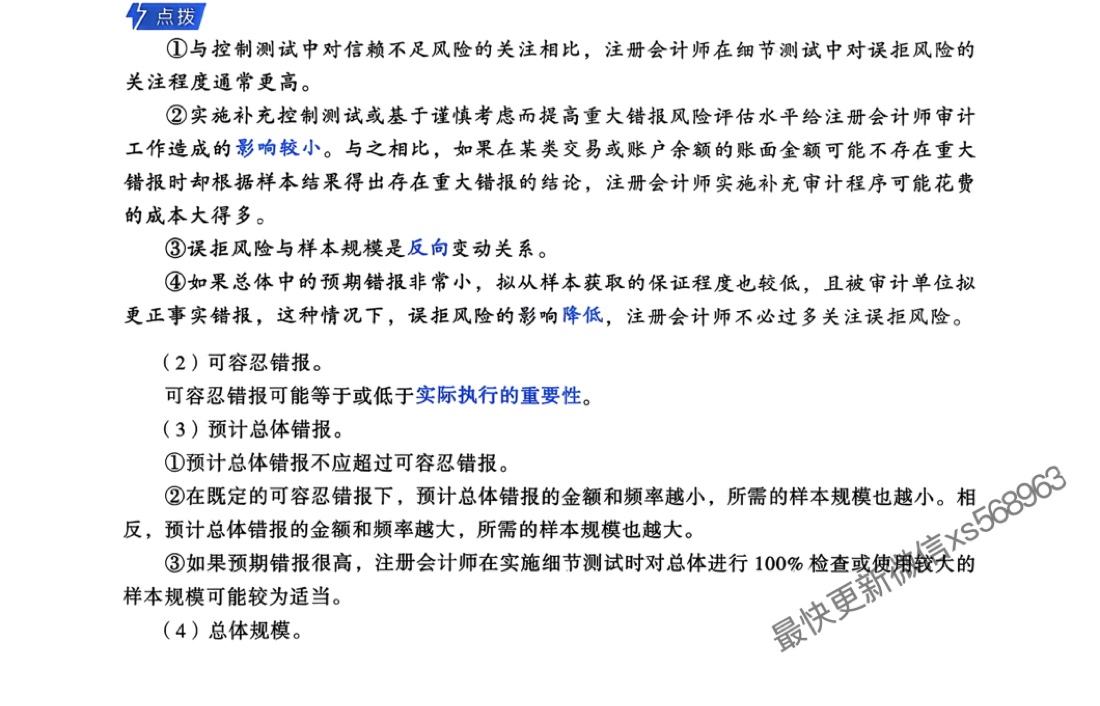 点拨
①与控制测试中对信赖不足风险的关注相比，注册会计师在细节测试中对误拒风险的
关注程度通常更高。
②实施补充控制测试或基于谨慎考虑而提高重大错报风险评估水平给注册会计师审计
工作造成的影响较小。与之相比，如果在某类交易或账户余额的账面金额可能不存在重大
错报时却根据样本结果得出存在重大错报的结论，注册会计师实施补充审计程序可能花费
的成本大得多。
③误拒风险与样本规模是反向变动关系。
④如果总体中的预期错报非常小，拟从样本获取的保证程度也较低，且被审计单位拟
更正事实错报，这种情况下，误拒风险的影响降低，注册会计师不必过多关注误拒风险。
（2）可容忍错报。
可容忍错报可能等于或低于实际执行的重要性。
（3）预计总体错报。
①预计总体错报不应超过可容忍错报。
②在既定的可容忍错报下，预计总体错报的金额和频率越小，所需的样本规模也越小。相
反，预计总体错报的金额和频率越大，所需的样本规模也越大。
③如果预期错报很高，注册会计师在实施细节测试时对总体进行 100% 检查或使用较大的
样本规模可能较为适当。
（4）总体规模。
最快更新微信xs568963